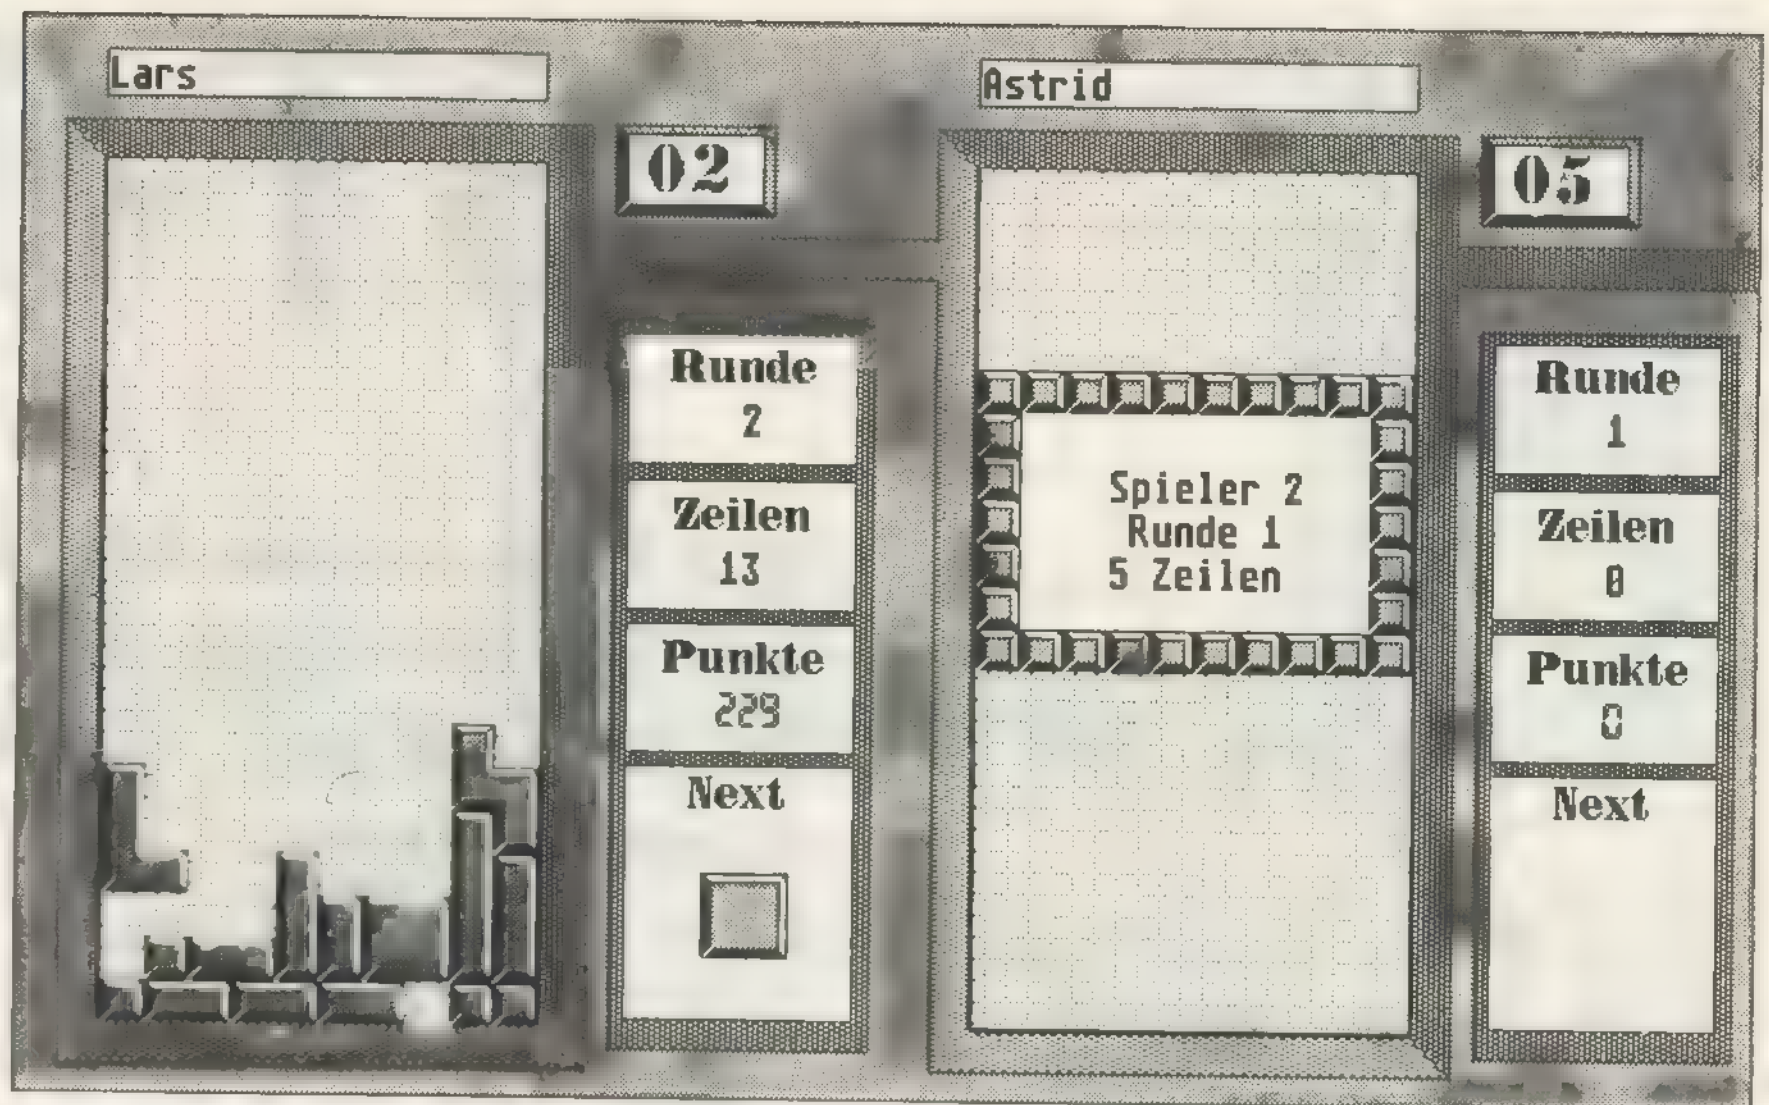 Lars
02
Runde
2
Zeilen
13
Punkte
229
Next
Astrid
05
Spieler 2
Runde 1
5 Zeilen
Runde
1
Zeilen
0
Punkte
0
Next